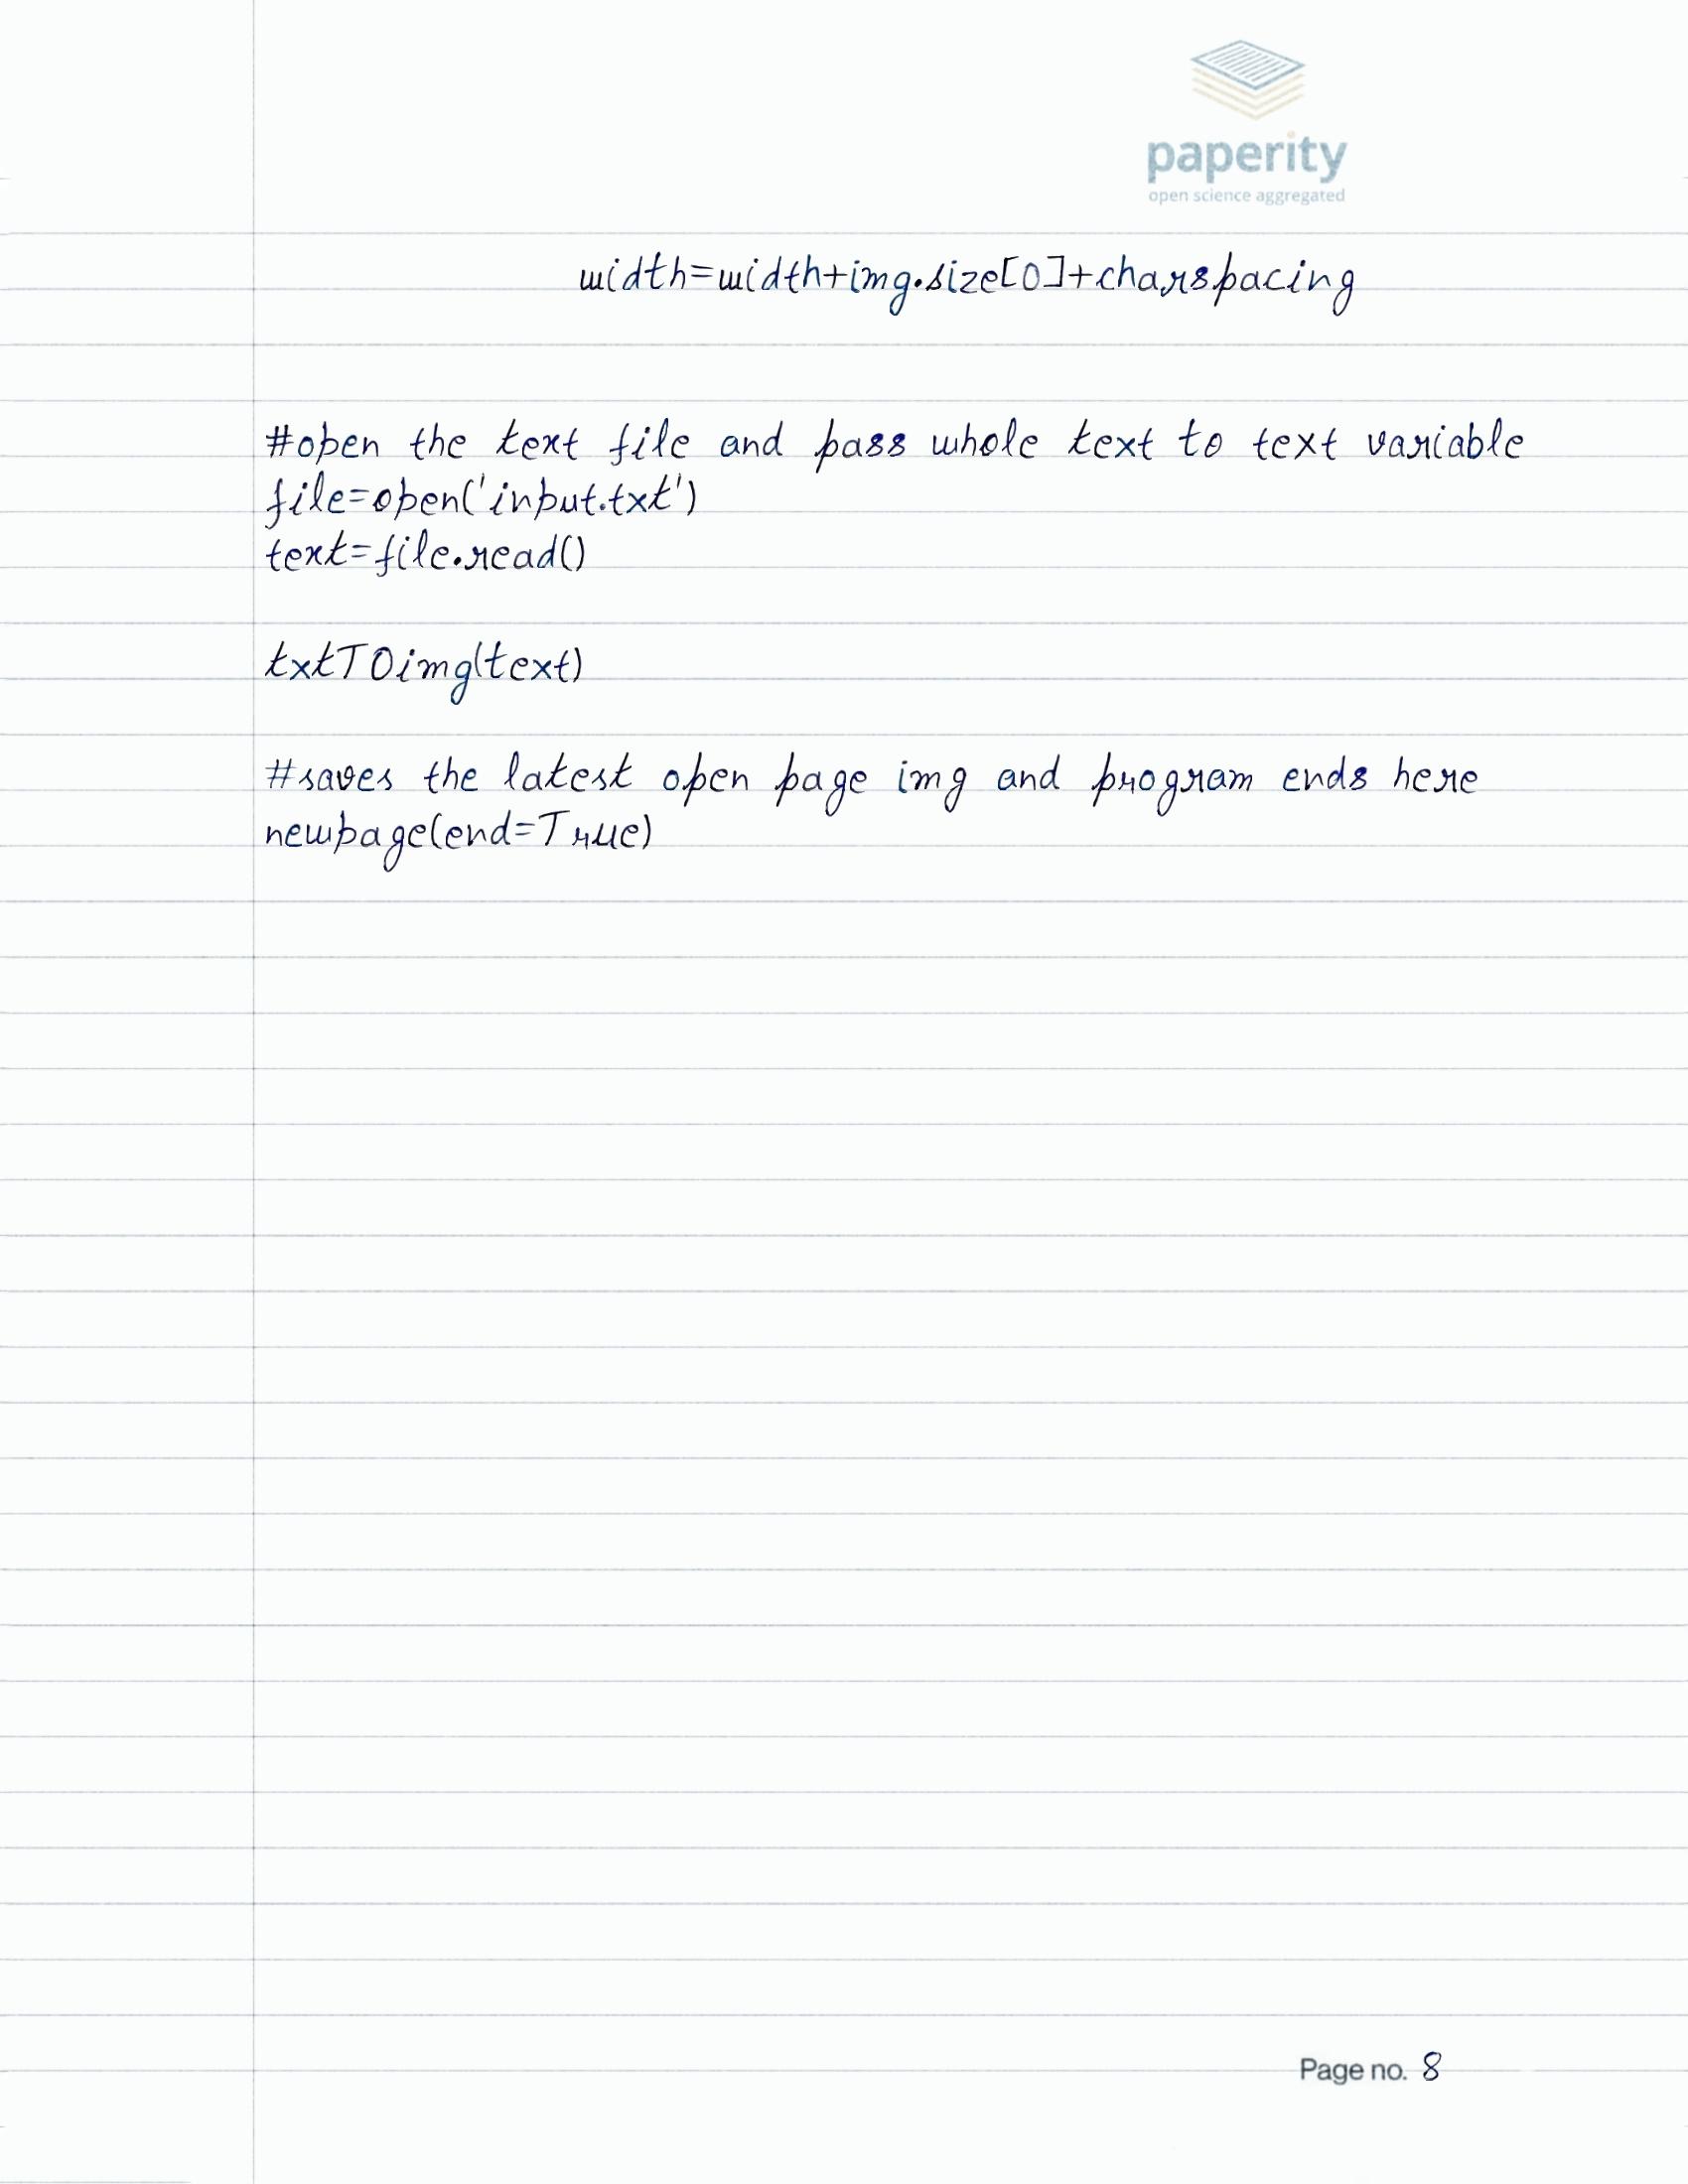 paperity
open science aggregated
width=width+img.size[0]+charspacing
#open the text file and pass whole text to text variable
file=open('input.txt')
text=file.read()
txtTOimg(text)
#saves the latest open page img and program ends here
newpage(end=True)
Page no. 8